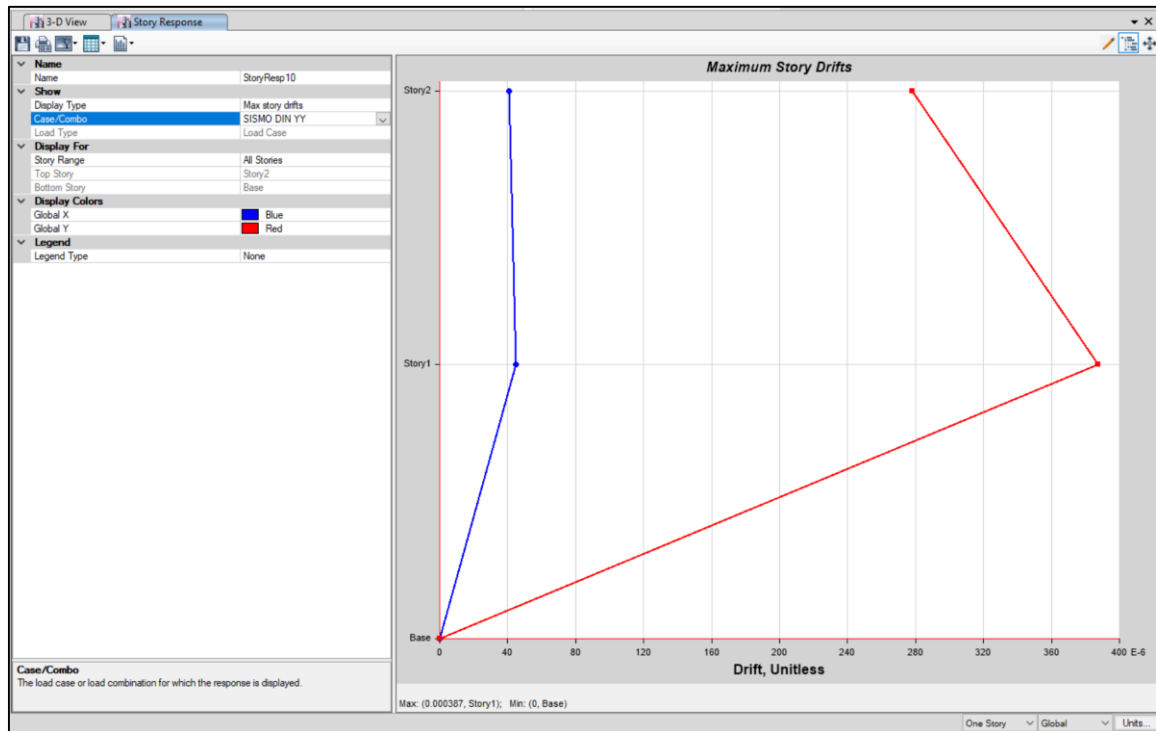 3-D View Story Response
Name
Name StoryResp10
Show
Display Type Max story drifts
Case/Combo SISMO DIN YY
Load Type Load Case
Display For
Story Range All Stories
Top Story Story2
Bottom Story Base
Display Colors
Global X Blue
Global Y Red
Legend
Legend Type None
Case/Combo
The load case or load combination for which the response is displayed.
Maximum Story Drifts
Story2
Story1
Base
0 40 80 120 160 200 240 280 320 360 400 E-6
Drift, Unitless
Max: (0.000387, Story1); Min: (0, Base)
One Story Global Units...